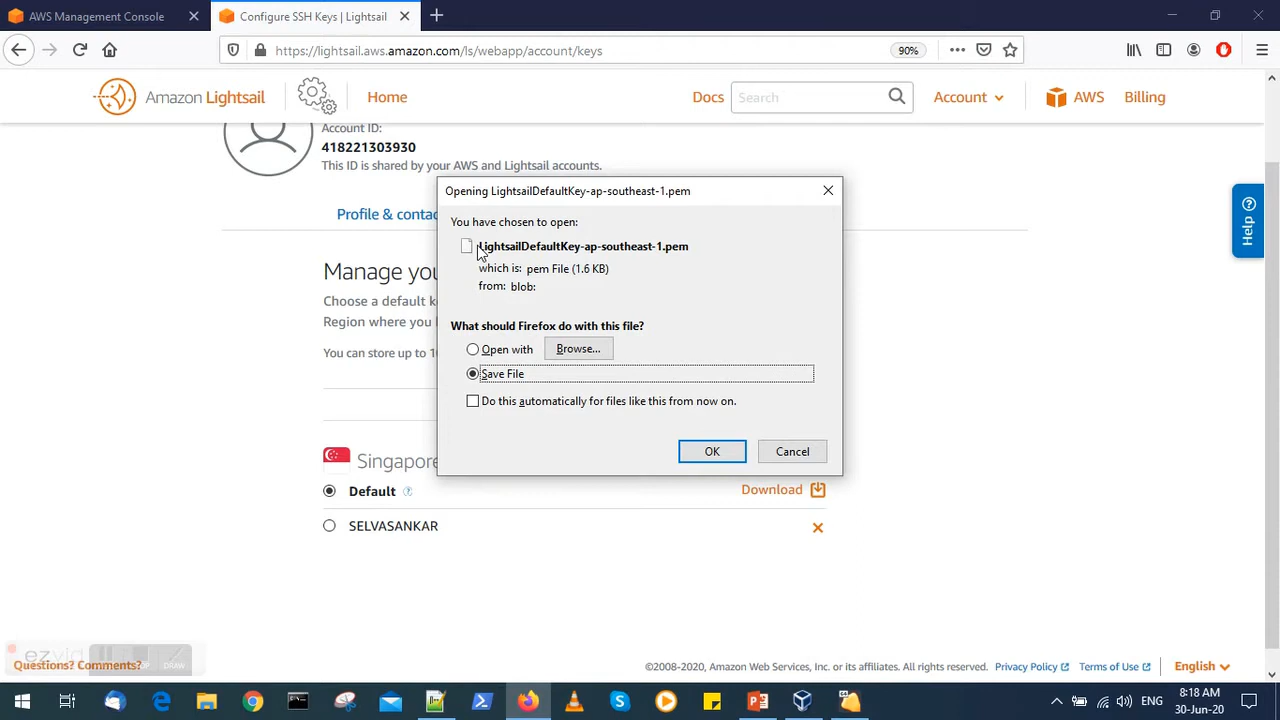 AWS Management Console
Configure SSH Keys | Lightsail
https://lightsail.aws.amazon.com/ls/webapp/account/keys
90%
Amazon Lightsail
Home
Docs
Search
Account
AWS
Billing
Account ID:
418221303930
This ID is shared by your AWS and Lightsail accounts.
Help
Opening LightsailDefaultKey-ap-southeast-1.pem
Profile & contac
You have chosen to open:
LightsailDefaultKey-ap-southeast-1.pem
which is: pem File (1.6 KB)
from: blob:
Manage you
Choose a default k
Region where you
You can store up to 10
What should Firefox do with this file?
Open with
Browse...
Save File
Do this automatically for files like this from now on.
OK
Cancel
Singapore
Default
Download
SELVASANKAR
Questions? Comments?
DRAW
©2008-2020, Amazon Web Services, Inc. or its affiliates. All rights reserved.
Privacy Policy
Terms of Use
English
ENG
8:18 AM
30-Jun-20